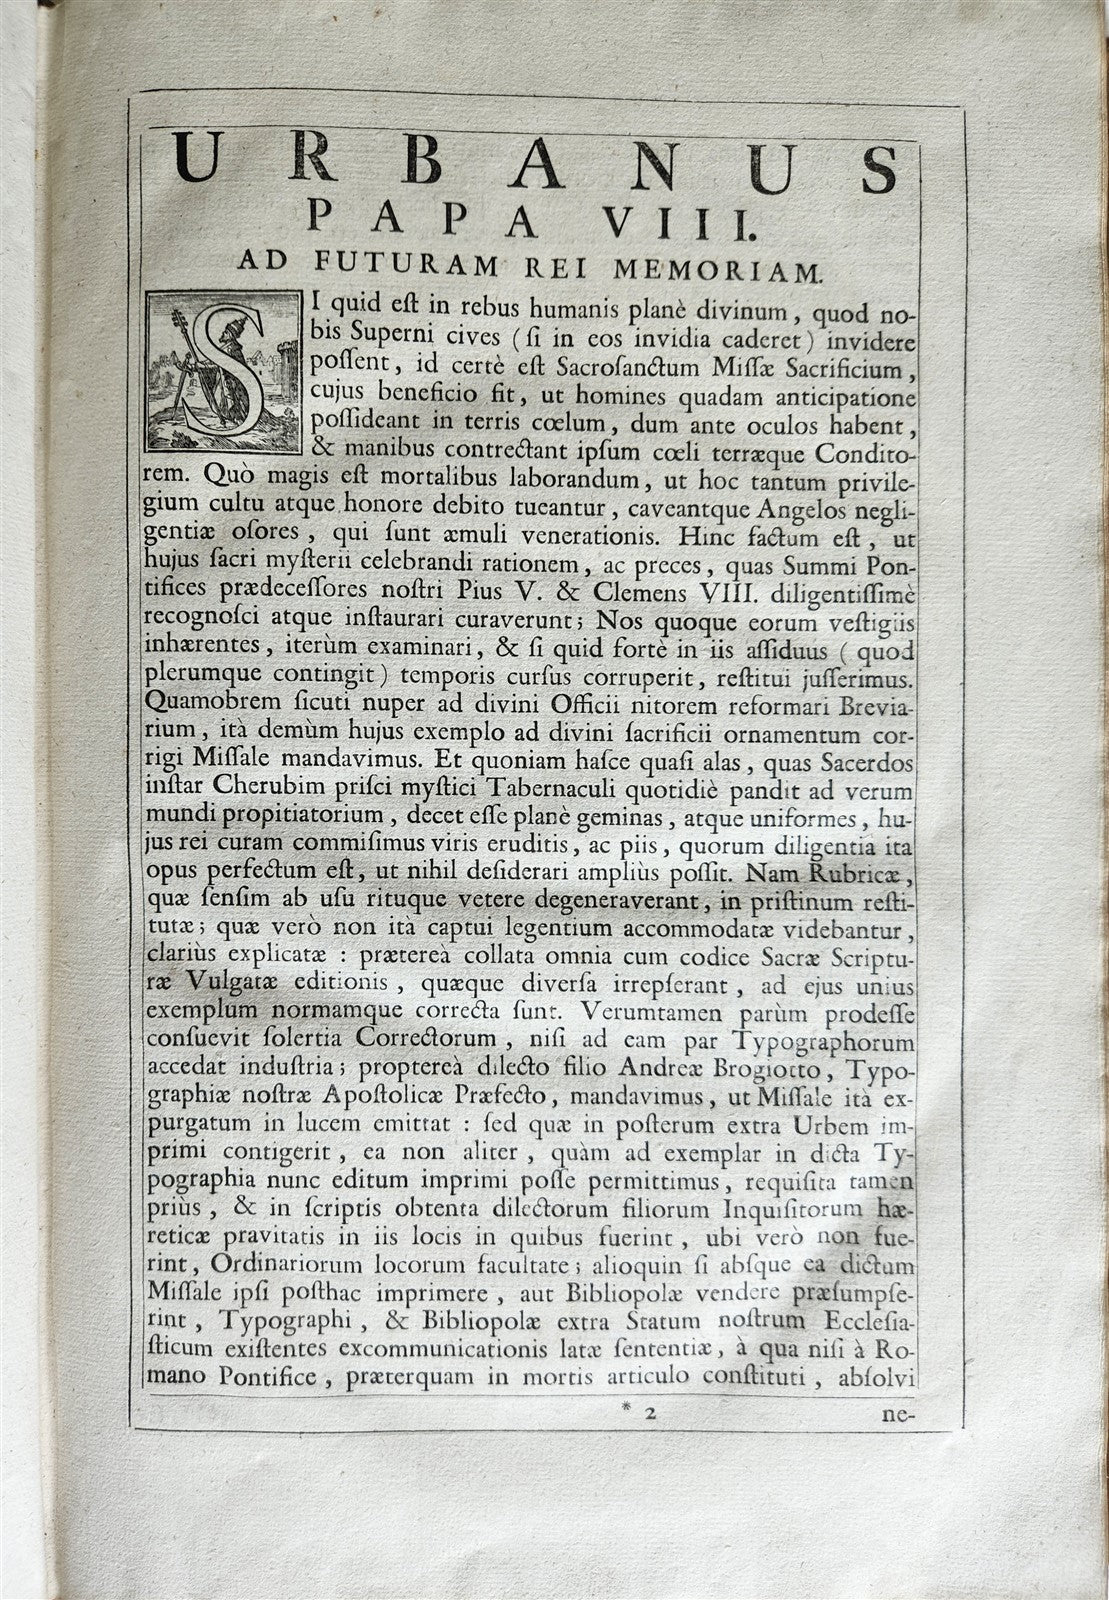 URBANUS
PAPA VIII.
AD FUTURAM REI MEMORIAM.
SI quid eſt in rebus humanis planè divinum, quod no-
bis Superni cives (ſi in eos invidia caderet) invidere
poſſent, id certè eſt Sacroſanctum Miſſæ Sacrificium,
cujus beneficio fit, ut homines quadam anticipatione
poſſideant in terris cœlum, dum ante oculos habent,
& manibus contrectant ipſum cœli terræque Condito-
rem. Quò magis eſt mortalibus laborandum, ut hoc tantum privile-
gium cultu atque honore debito tueantur, caveantque Angelos negli-
gentiæ oſores, qui ſunt æmuli venerationis. Hinc factum eſt, ut
hujus ſacri myſterii celebrandi rationem, ac preces, quas Summi Pon-
tifices prædeceſſores noſtri Pius V. & Clemens VIII. diligentiſſimè
recognoſci atque inſtaurari curaverunt; Nos quoque eorum veſtigiis
inhærentes, iterùm examinari, & ſi quid fortè in iis aſſiduus (quod
plerumque contingit) temporis curſus corruperit, reſtitui juſſerimus.
Quamobrem ſicuti nuper ad divini Officii nitorem reformari Brevia-
rium, ità demùm hujus exemplo ad divini ſacrificii ornamentum cor-
rigi Miſſale mandavimus. Et quoniam haſce quaſi alas, quas Sacerdos
inſtar Cherubim priſci myſtici Tabernaculi quotidiè pandit ad verum
mundi propitiatorium, decet eſſe planè geminas, atque uniformes, hu-
jus rei curam commiſimus viris eruditis, ac piis, quorum diligentia ita
opus perfectum eſt, ut nihil deſiderari ampliùs poſſit. Nam Rubricæ,
quæ ſenſim ab uſu rituque vetere degeneraverant, in priſtinum reſti-
tutæ; quæ verò non ità captui legentium accommodatæ videbantur,
clariùs explicatæ: præterea collata omnia cum codice Sacræ Scriptu-
ræ Vulgatæ editionis, quæque diverſa irrepſerant, ad ejus unius
exemplum normamque correcta ſunt. Verumtamen parùm prodeſſe
conſuevit ſolertia Correctorum, niſi ad eam par Typographorum
accedat induſtria; proptereà dilecto filio Andreæ Brogiotto, Typo-
graphiæ noſtræ Apoſtolicæ Præfecto, mandavimus, ut Miſſale ità ex-
purgatum in lucem emittat: ſed quæ in poſterum extra Urbem im-
primi contigerit, ea non aliter, quàm ad exemplar in dicta Ty-
pographia nunc editum imprimi poſſe permittimus, requiſita tamen
priùs, & in ſcriptis obtenta dilectorum filiorum Inquiſitorum hæ-
reticæ pravitatis in iis locis in quibus fuerint, ubi verò non fue-
rint, Ordinariorum locorum facultate; alioquin ſi abſque ea dictum
Miſſale ipſi poſthac imprimere, aut Bibliopolæ vendere præſumpſe-
rint, Typographi, & Bibliopolæ extra Statum noſtrum Eccleſia-
ſticum exiſtentes excommunicationis latæ ſententiæ, à qua niſi à Ro-
mano Pontifice, præterquam in mortis articulo conſtituti, abſolvi
* 2 ne-